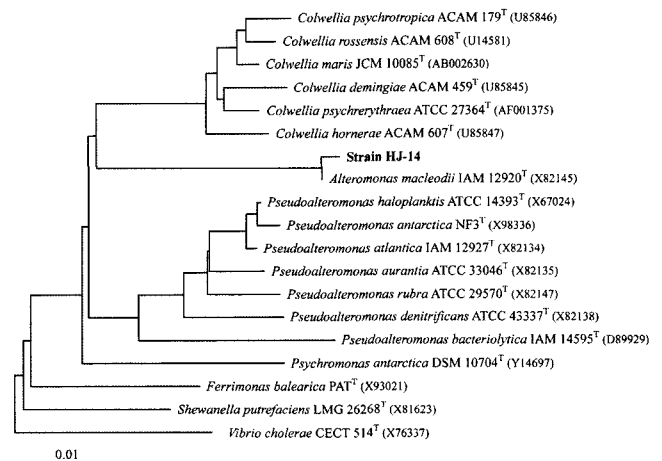 Colwellia psychrotropica ACAM 179T (U85846)
Colwellia rossensis ACAM 608T (U14581)
Colwellia maris JCM 10085T (AB002630)
Colwellia demingiae ACAM 459T (U85845)
Colwellia psychrerythraea ATCC 27364T (AF001375)
Colwellia hornerae ACAM 607T (U85847)
Strain HJ-14
Alteromonas macleodii IAM 12920T (X82145)
Pseudoalteromonas haloplanktis ATCC 14393T (X67024)
Pseudoalteromonas antarctica NF3T (X98336)
Pseudoalteromonas atlantica IAM 12927T (X82134)
Pseudoalteromonas aurantia ATCC 33046T (X82135)
Pseudoalteromonas rubra ATCC 29570T (X82147)
Pseudoalteromonas denitrificans ATCC 43337T (X82138)
Pseudoalteromonas bacteriolytica IAM 14595T (D89929)
Psychromonas antarctica DSM 10704T (Y14697)
Ferrimonas balearica PATT (X93021)
Shewanella putrefaciens LMG 26268T (X81623)
Vibrio cholerae CECT 514T (X76337)
0.01